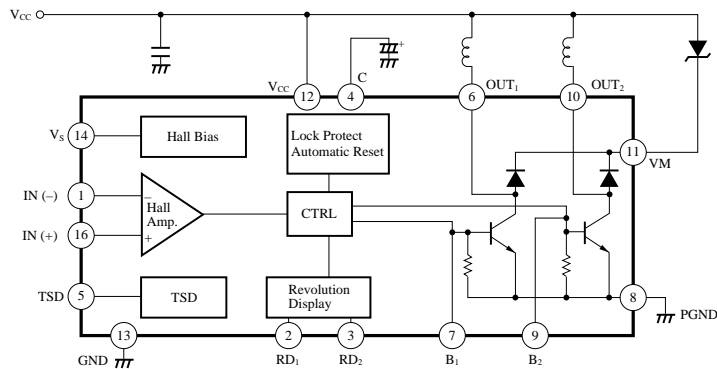 VCC
+
VCC
12
4
C
6
OUT1
10
OUT2
VS
14
Hall Bias
Lock Protect
Automatic Reset
11
VM
IN (–)
1
–
Hall
Amp.
+
CTRL
IN (+)
16
TSD
5
TSD
Revolution
Display
8
PGND
13
GND
2
RD1
3
RD2
7
B1
9
B2